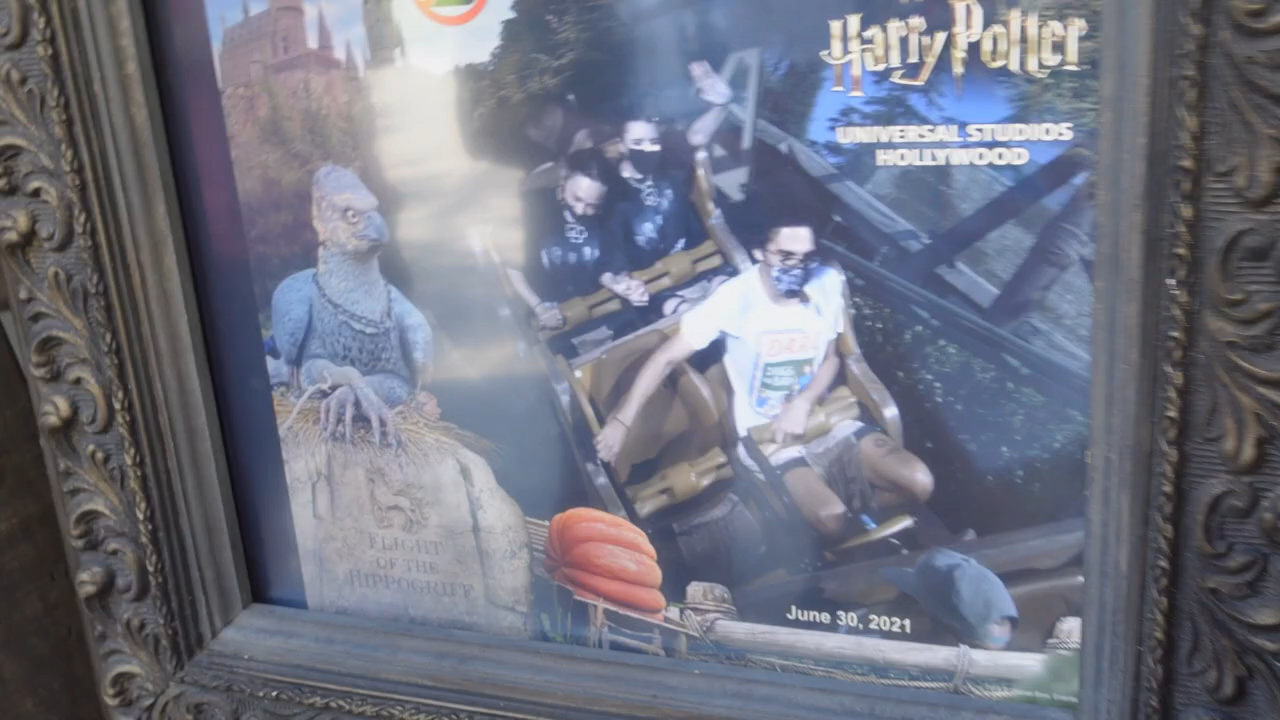 Harry Potter
UNIVERSAL STUDIOS
HOLLYWOOD
FLIGHT
OF THE
HIPPOGRIFF
June 30, 2021